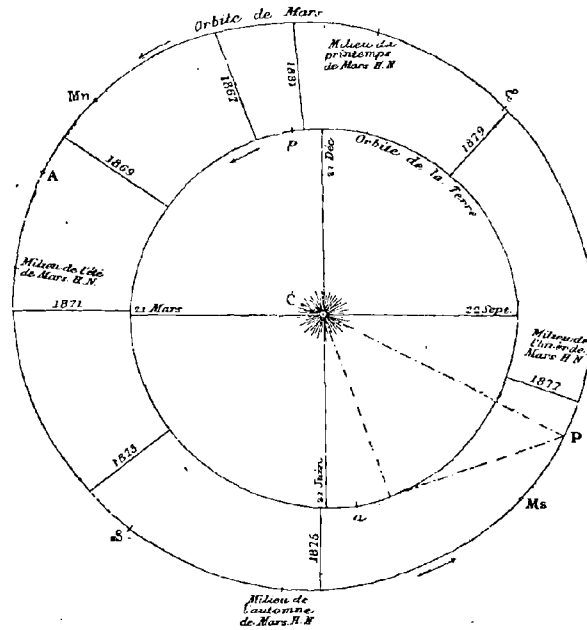 Orbite de Mars
Milieu du
printemps
de Mars H.N
Mn
1867
1881
1879
P
Orbite de la Terre
21 Déc
1869
A
Milieu de l'été
de Mars. H.N.
1871
21 Mars
C
22 Sept.
Milieu de
l'hiver de
Mars H N
1877
P
1873
21 Juin
a
Ms
1875
Milieu de
l'automne
de Mars. H.N